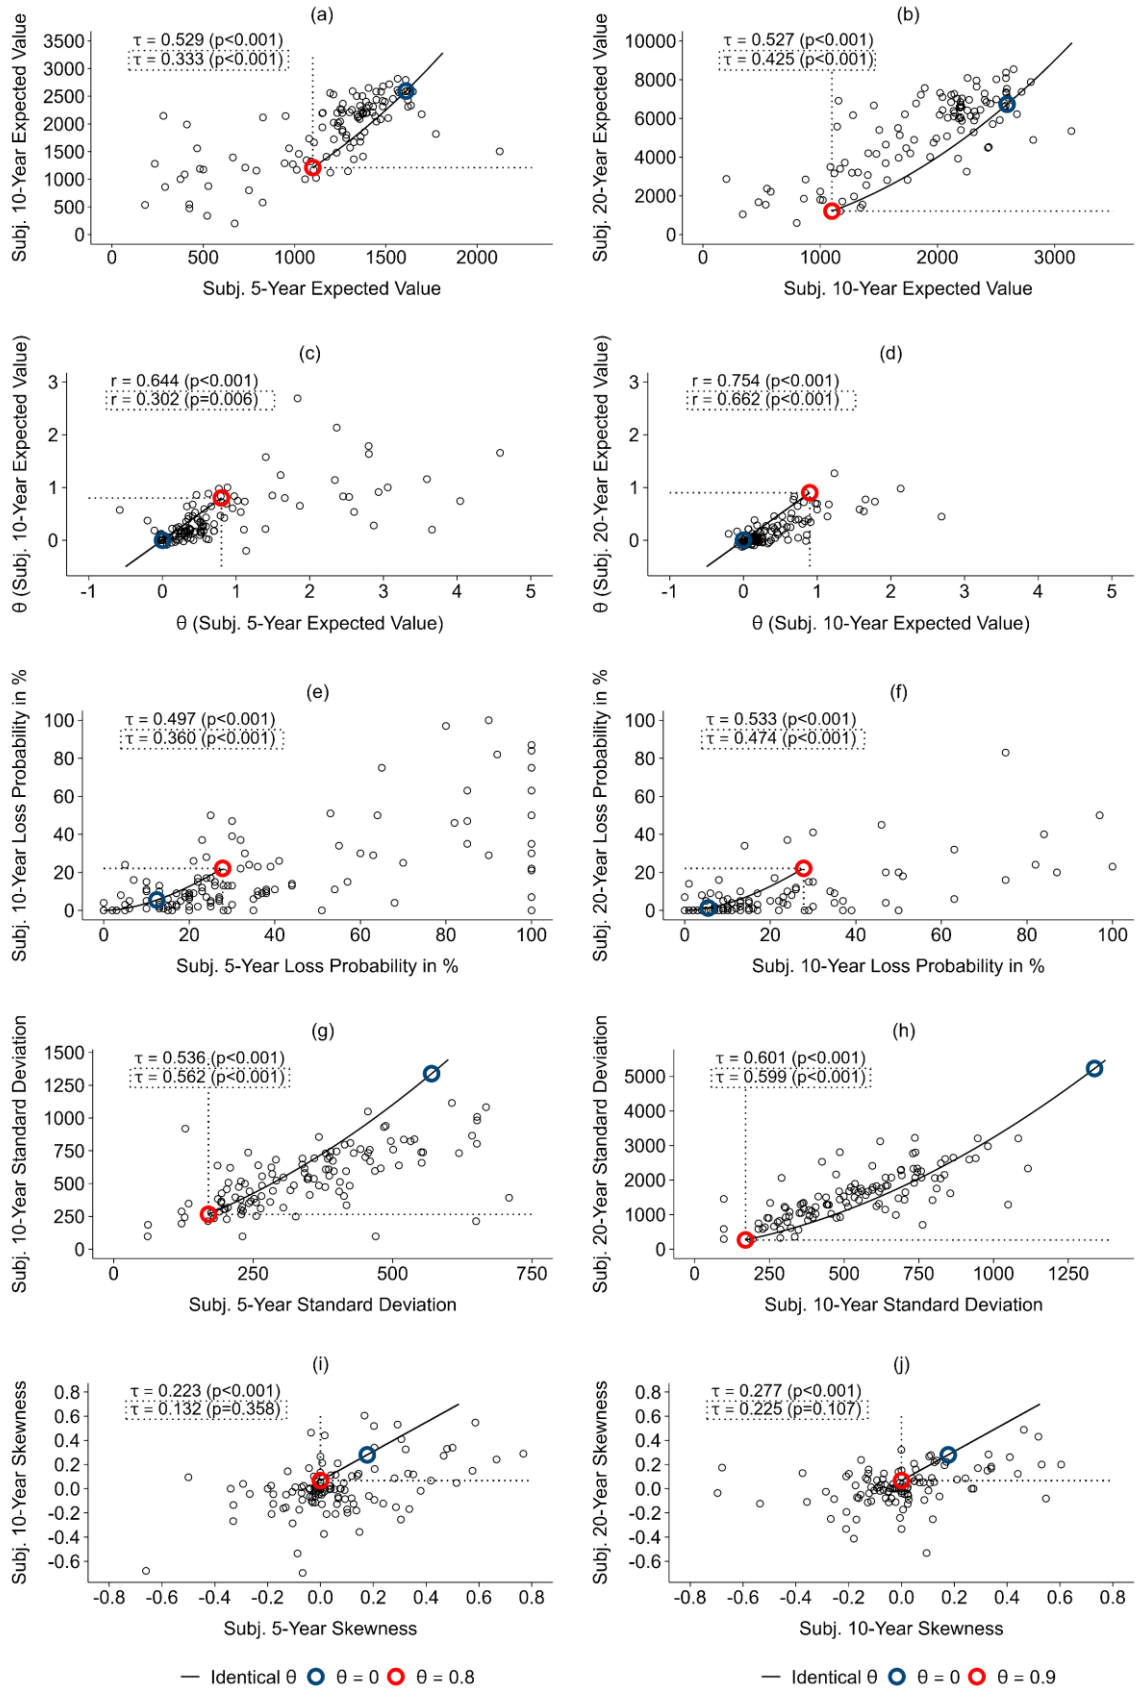 (a)
τ = 0.529 (p<0.001)
τ = 0.333 (p<0.001)
Subj. 10-Year Expected Value
3500
3000
2500
2000
1500
1000
500
0
0 500 1000 1500 2000
Subj. 5-Year Expected Value
(b)
τ = 0.527 (p<0.001)
τ = 0.425 (p<0.001)
Subj. 20-Year Expected Value
10000
8000
6000
4000
2000
0
0 1000 2000 3000
Subj. 10-Year Expected Value
(c)
r = 0.644 (p<0.001)
r = 0.302 (p=0.006)
θ (Subj. 10-Year Expected Value)
3
2
1
0
-1 0 1 2 3 4 5
θ (Subj. 5-Year Expected Value)
(d)
r = 0.754 (p<0.001)
r = 0.662 (p<0.001)
θ (Subj. 20-Year Expected Value)
3
2
1
0
-1 0 1 2 3 4 5
θ (Subj. 10-Year Expected Value)
(e)
τ = 0.497 (p<0.001)
τ = 0.360 (p<0.001)
Subj. 10-Year Loss Probability in %
100
80
60
40
20
0
0 20 40 60 80 100
Subj. 5-Year Loss Probability in %
(f)
τ = 0.533 (p<0.001)
τ = 0.474 (p<0.001)
Subj. 20-Year Loss Probability in %
100
80
60
40
20
0
0 20 40 60 80 100
Subj. 10-Year Loss Probability in %
(g)
τ = 0.536 (p<0.001)
τ = 0.562 (p<0.001)
Subj. 10-Year Standard Deviation
1500
1250
1000
750
500
250
0
0 250 500 750
Subj. 5-Year Standard Deviation
(h)
τ = 0.601 (p<0.001)
τ = 0.599 (p<0.001)
Subj. 20-Year Standard Deviation
5000
4000
3000
2000
1000
0
0 250 500 750 1000 1250
Subj. 10-Year Standard Deviation
(i)
τ = 0.223 (p<0.001)
τ = 0.132 (p=0.358)
Subj. 10-Year Skewness
0.8
0.6
0.4
0.2
0.0
-0.2
-0.4
-0.6
-0.8 -0.6 -0.4 -0.2 0.0 0.2 0.4 0.6 0.8
Subj. 5-Year Skewness
(j)
τ = 0.277 (p<0.001)
τ = 0.225 (p=0.107)
Subj. 20-Year Skewness
0.8
0.6
0.4
0.2
0.0
-0.2
-0.4
-0.6
-0.8 -0.6 -0.4 -0.2 0.0 0.2 0.4 0.6 0.8
Subj. 10-Year Skewness
Identical θ θ = 0 θ = 0.8
Identical θ θ = 0 θ = 0.9